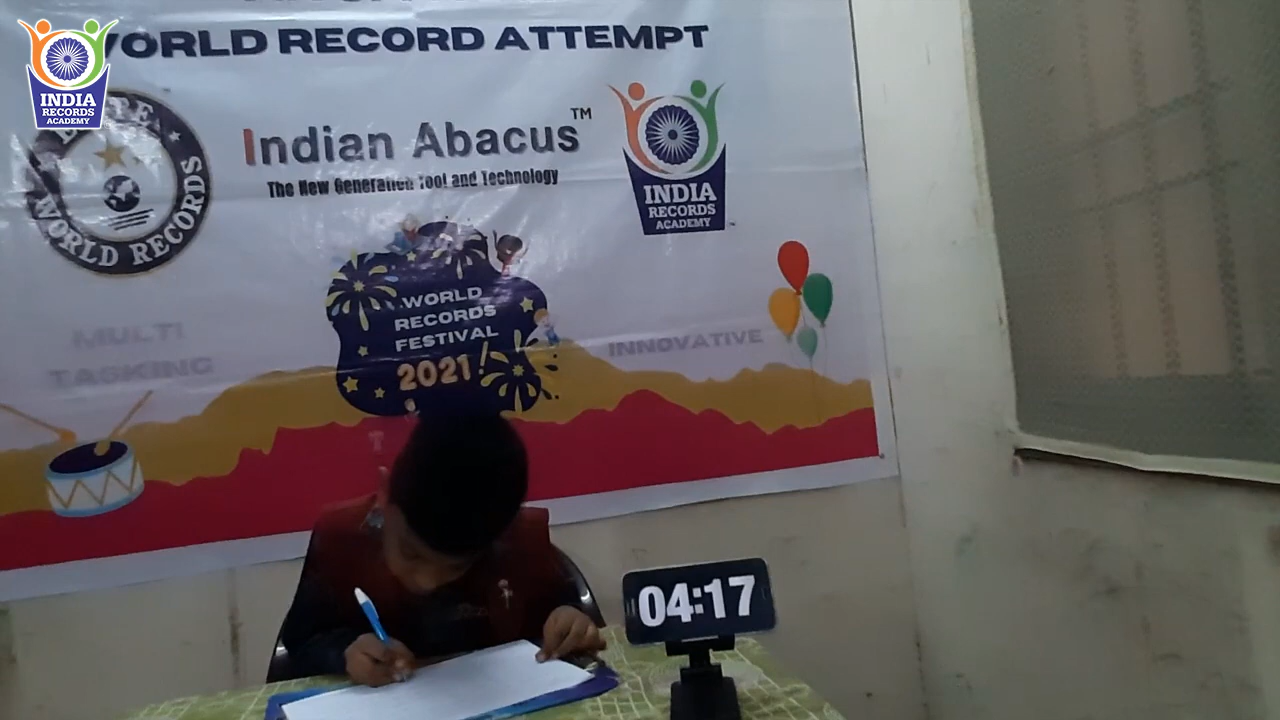 WORLD RECORD ATTEMPT
INDIA
RECORDS
ACADEMY
WORLD RECORDS
Indian Abacus™
The New Generation Tool and Technology
INDIA
RECORDS
ACADEMY
WORLD
RECORDS
FESTIVAL
2021!
MULTI
TASKING
INNOVATIVE
04:17